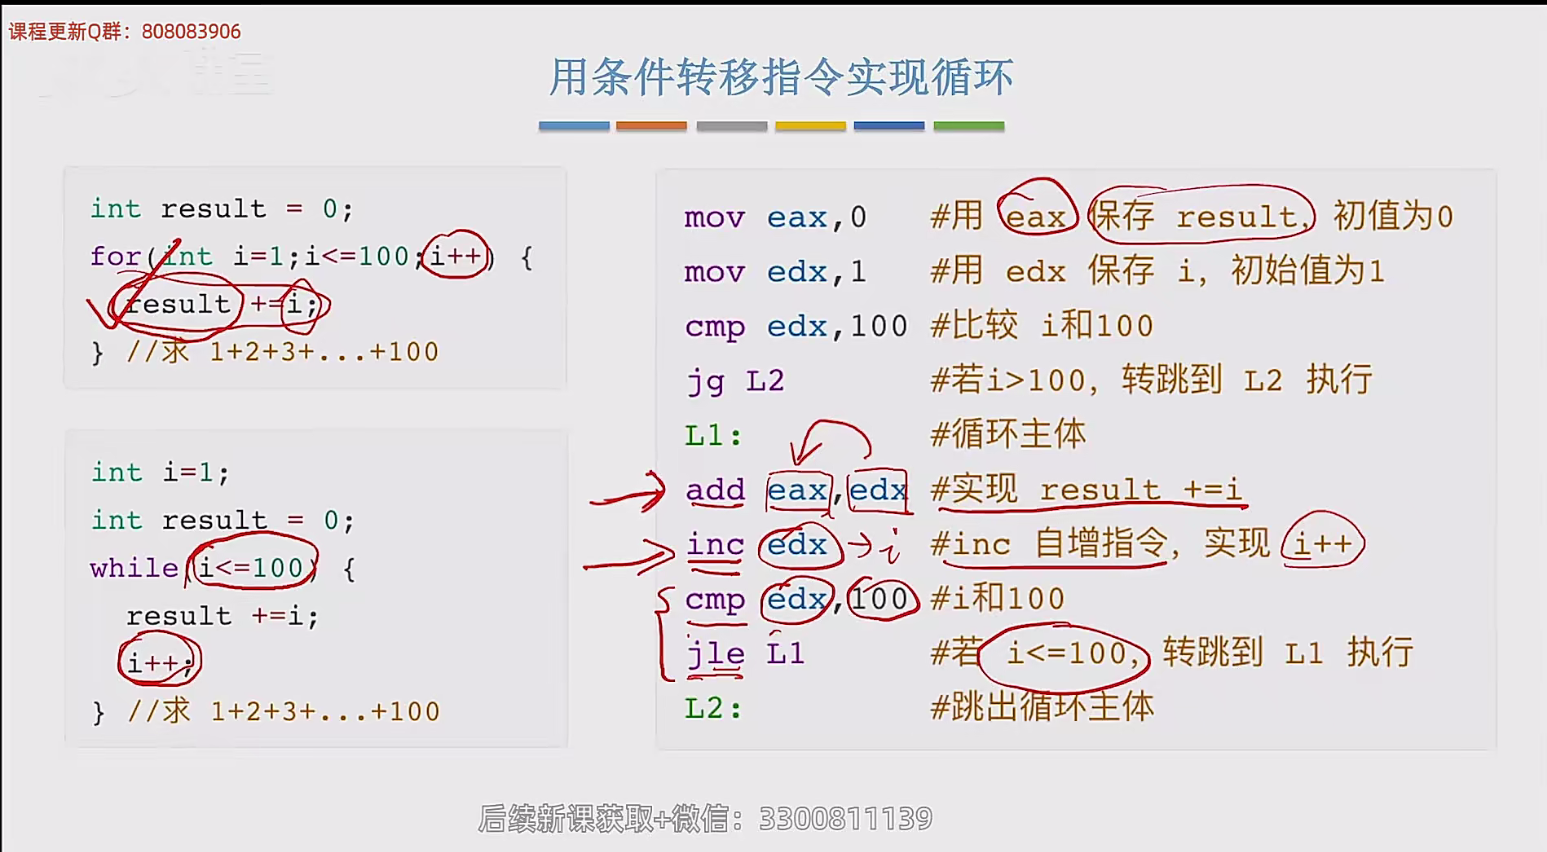 课程更新Q群：808083906
用条件转移指令实现循环
int result = 0;
for(int i=1;i<=100;i++) {
result +=i;
} //求 1+2+3+...+100
int i=1;
int result = 0;
while(i<=100) {
result +=i;
i++;
} //求 1+2+3+...+100
mov eax,0 #用 eax 保存 result，初值为0
mov edx,1 #用 edx 保存 i，初始值为1
cmp edx,100 #比较 i和100
jg L2 #若i>100，转跳到 L2 执行
L1: #循环主体
add eax,edx #实现 result +=i
inc edx →i #inc 自增指令，实现 i++
cmp edx,100 #i和100
jle L1 #若 i<=100，转跳到 L1 执行
L2: #跳出循环主体
后续新课获取+微信：3300811139